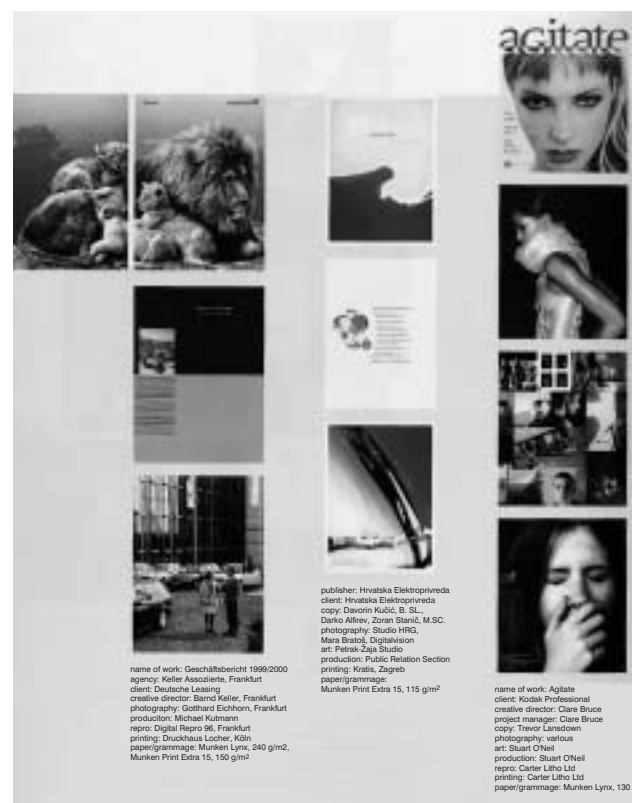 agitate
publisher: Hrvatska Elektroprivreda
client: Hrvatska Elektroprivreda
copy: Davorin Kučić, B. SL.,
Darko Alfirev, Zoran Stanič, M.SC.
photography: Studio HRG,
Mara Bratoš, Digitalvision
art: Petrak-Žaja Studio
production: Public Relation Section
printing: Kratis, Zagreb
paper/grammage:
Munken Print Extra 15, 115 g/m²
name of work: Geschäftsbericht 1999/2000
agency: Keller Assoziierte, Frankfurt
client: Deutsche Leasing
creative director: Barnd Keller, Frankfurt
photography: Gotthard Eichhorn, Frankfurt
produciton: Michael Kutmann
repro: Digital Repro 96, Frankfurt
printing: Druckhaus Locher, Köln
paper/grammage: Munken Lynx, 240 g/m2,
Munken Print Extra 15, 150 g/m²
name of work: Agitate
client: Kodak Professional
creative director: Clare Bruce
project manager: Clare Bruce
copy: Trevor Lansdown
photography: varlous
art: Stuart O'Neil
production: Stuart O'Neil
repro: Carter Litho Ltd
printing: Carter Litho Ltd
paper/grammage: Munken Lynx, 130